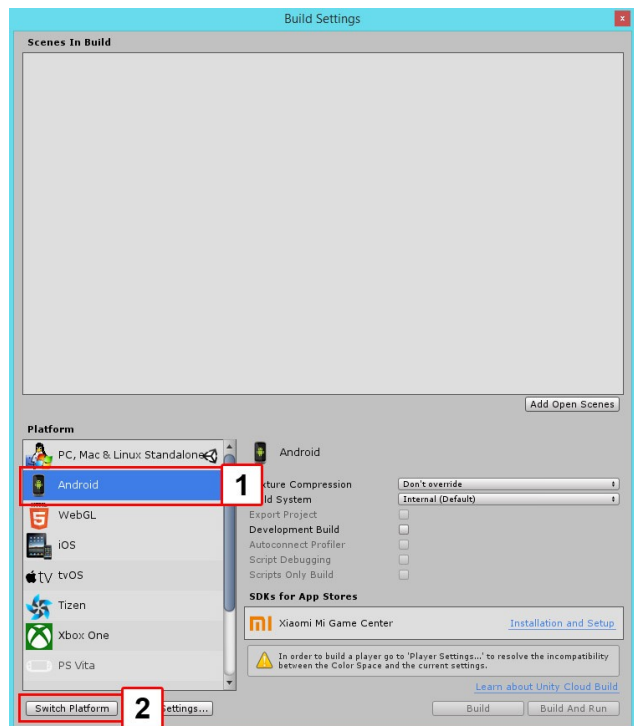 Build Settings
x
Scenes In Build
Add Open Scenes
Platform
PC, Mac & Linux Standalone
Android
1
WebGL
iOS
tv tvOS
Tizen
Xbox One
PS Vita
Switch Platform
2
ettings...
Android
xture Compression
Don't override
ld System
Internal (Default)
Export Project
Development Build
Autoconnect Profiler
Script Debugging
Scripts Only Build
SDKs for App Stores
Xiaomi Mi Game Center
Installation and Setup
In order to build a player go to 'Player Settings...' to resolve the incompatibility
between the Color Space and the current settings.
Learn about Unity Cloud Build
Build
Build And Run